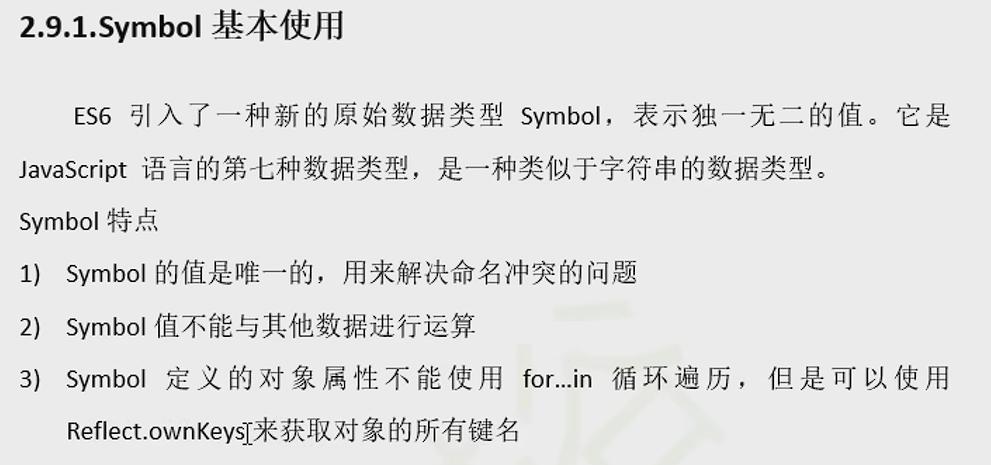 2.9.1.Symbol 基本使用
ES6 引入了一种新的原始数据类型 Symbol，表示独一无二的值。它是
JavaScript 语言的第七种数据类型，是一种类似于字符串的数据类型。
Symbol 特点
1) Symbol 的值是唯一的，用来解决命名冲突的问题
2) Symbol 值不能与其他数据进行运算
3) Symbol 定义的对象属性不能使用 for…in 循环遍历，但是可以使用
Reflect.ownKeys 来获取对象的所有键名